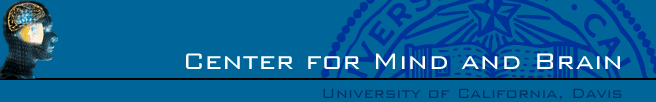 CENTER FOR MIND AND BRAIN
UNIVERSITY OF CALIFORNIA, DAVIS